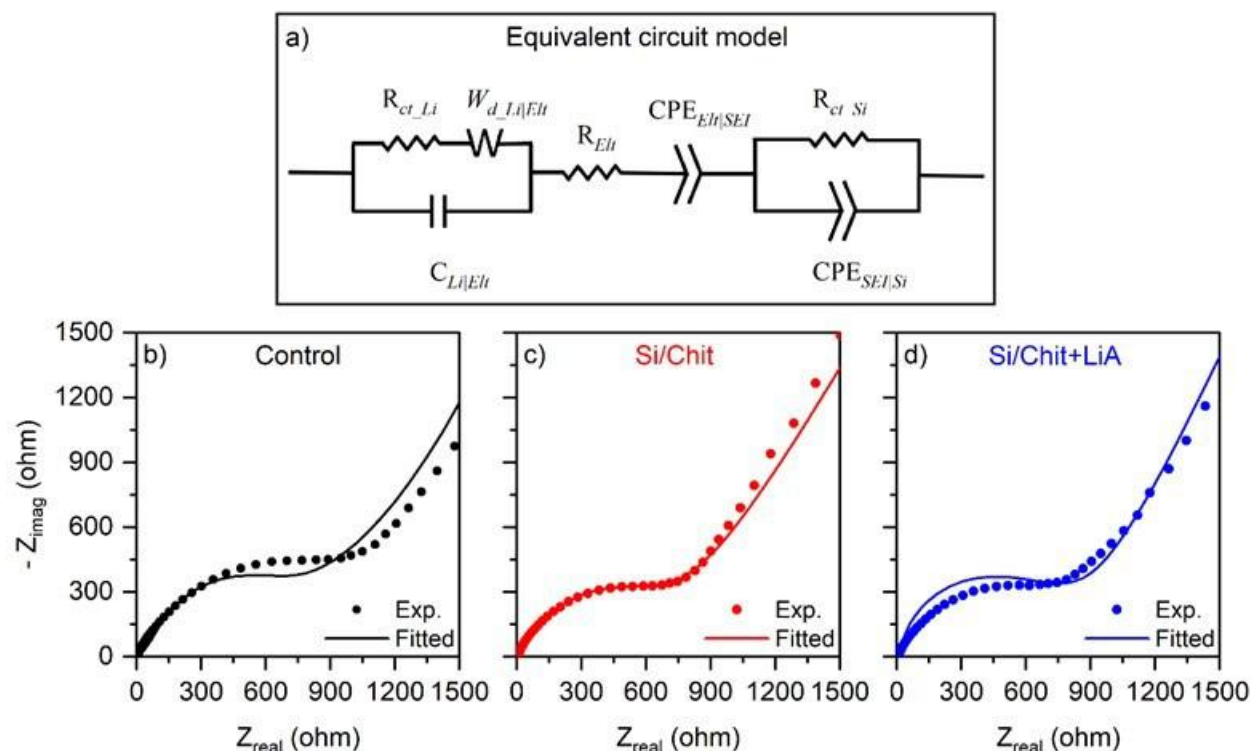 a) Equivalent circuit model
R_ct_Li W_d_Li|Elt
R_Elt
CPE_Elt|SEI
R_ct Si
C_Li|Elt
CPE_SEI|Si
b) Control
c) Si/Chit
d) Si/Chit+LiA
- Z_imag (ohm)
1500
1200
900
600
300
0
Exp.
Fitted
Exp.
Fitted
Exp.
Fitted
0 300 600 900 1200 1500
0 300 600 900 1200 1500
0 300 600 900 1200 1500
Z_real (ohm)
Z_real (ohm)
Z_real (ohm)